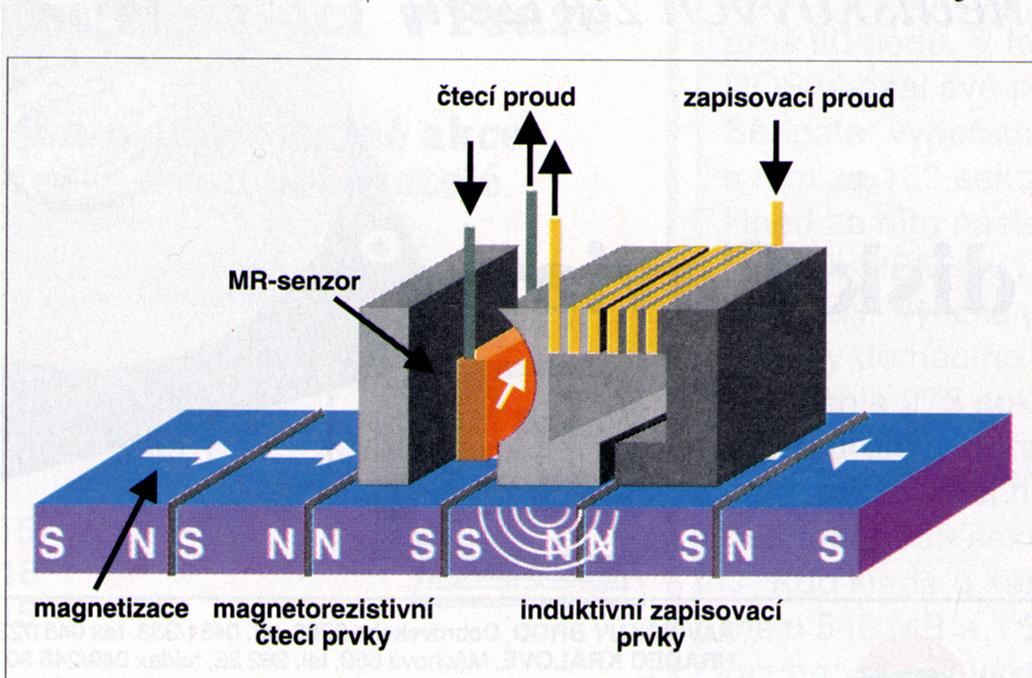 čtecí proud
zapisovací proud
MR-senzor
S N S N N S S N N S N S
magnetizace
magnetorezistivní
čtecí prvky
induktivní zapisovací
prvky